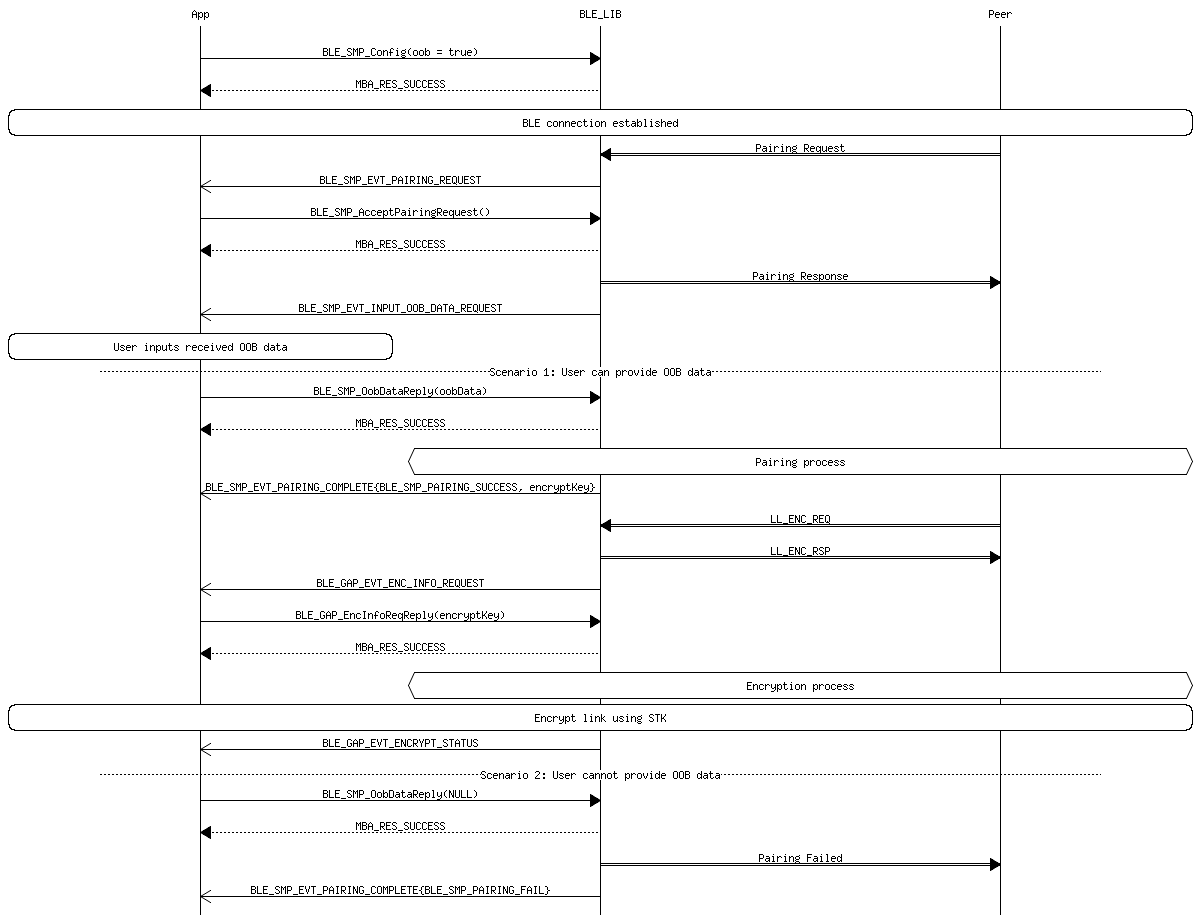 App BLE_LIB Peer
BLE_SMP_Config(oob = true)
MBA_RES_SUCCESS
BLE connection established
Pairing Request
BLE_SMP_EVT_PAIRING_REQUEST
BLE_SMP_AcceptPairingRequest()
MBA_RES_SUCCESS
Pairing Response
BLE_SMP_EVT_INPUT_OOB_DATA_REQUEST
User inputs received OOB data
Scenario 1: User can provide OOB data
BLE_SMP_OobDataReply(oobData)
MBA_RES_SUCCESS
Pairing process
BLE_SMP_EVT_PAIRING_COMPLETE{BLE_SMP_PAIRING_SUCCESS, encryptKey}
LL_ENC_REQ
LL_ENC_RSP
BLE_GAP_EVT_ENC_INFO_REQUEST
BLE_GAP_EncInfoReqReply(encryptKey)
MBA_RES_SUCCESS
Encryption process
Encrypt link using STK
BLE_GAP_EVT_ENCRYPT_STATUS
Scenario 2: User cannot provide OOB data
BLE_SMP_OobDataReply(NULL)
MBA_RES_SUCCESS
Pairing Failed
BLE_SMP_EVT_PAIRING_COMPLETE{BLE_SMP_PAIRING_FAIL}